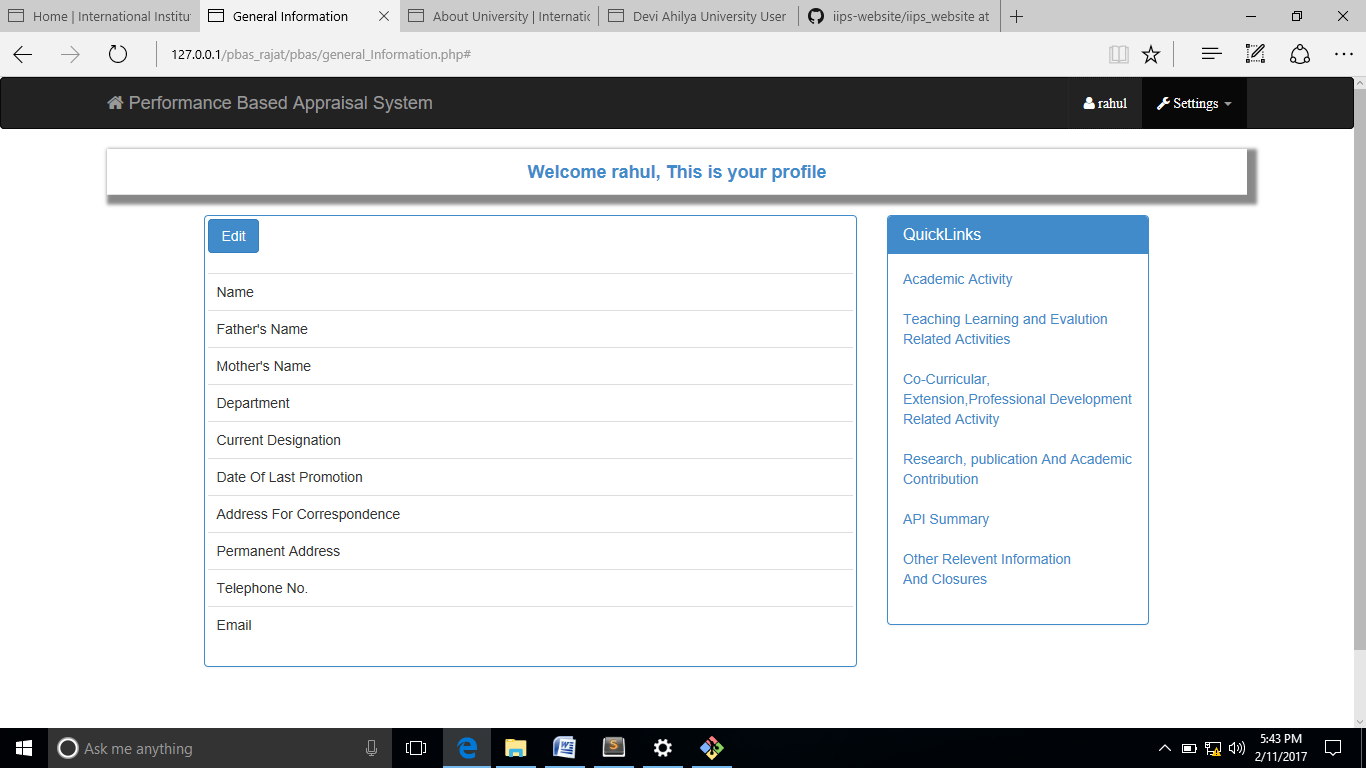 Home | International Institu
General Information
About University | Internatic
Devi Ahilya University User
iips-website/iips_website at
127.0.0.1/pbas_rajat/pbas/general_Information.php#
Performance Based Appraisal System
rahul
Settings
Welcome rahul, This is your profile
Edit
Name
Father's Name
Mother's Name
Department
Current Designation
Date Of Last Promotion
Address For Correspondence
Permanent Address
Telephone No.
Email
QuickLinks
Academic Activity
Teaching Learning and Evalution
Related Activities
Co-Curricular,
Extension,Professional Development
Related Activity
Research, publication And Academic
Contribution
API Summary
Other Relevent Information
And Closures
Ask me anything
5:43 PM
2/11/2017